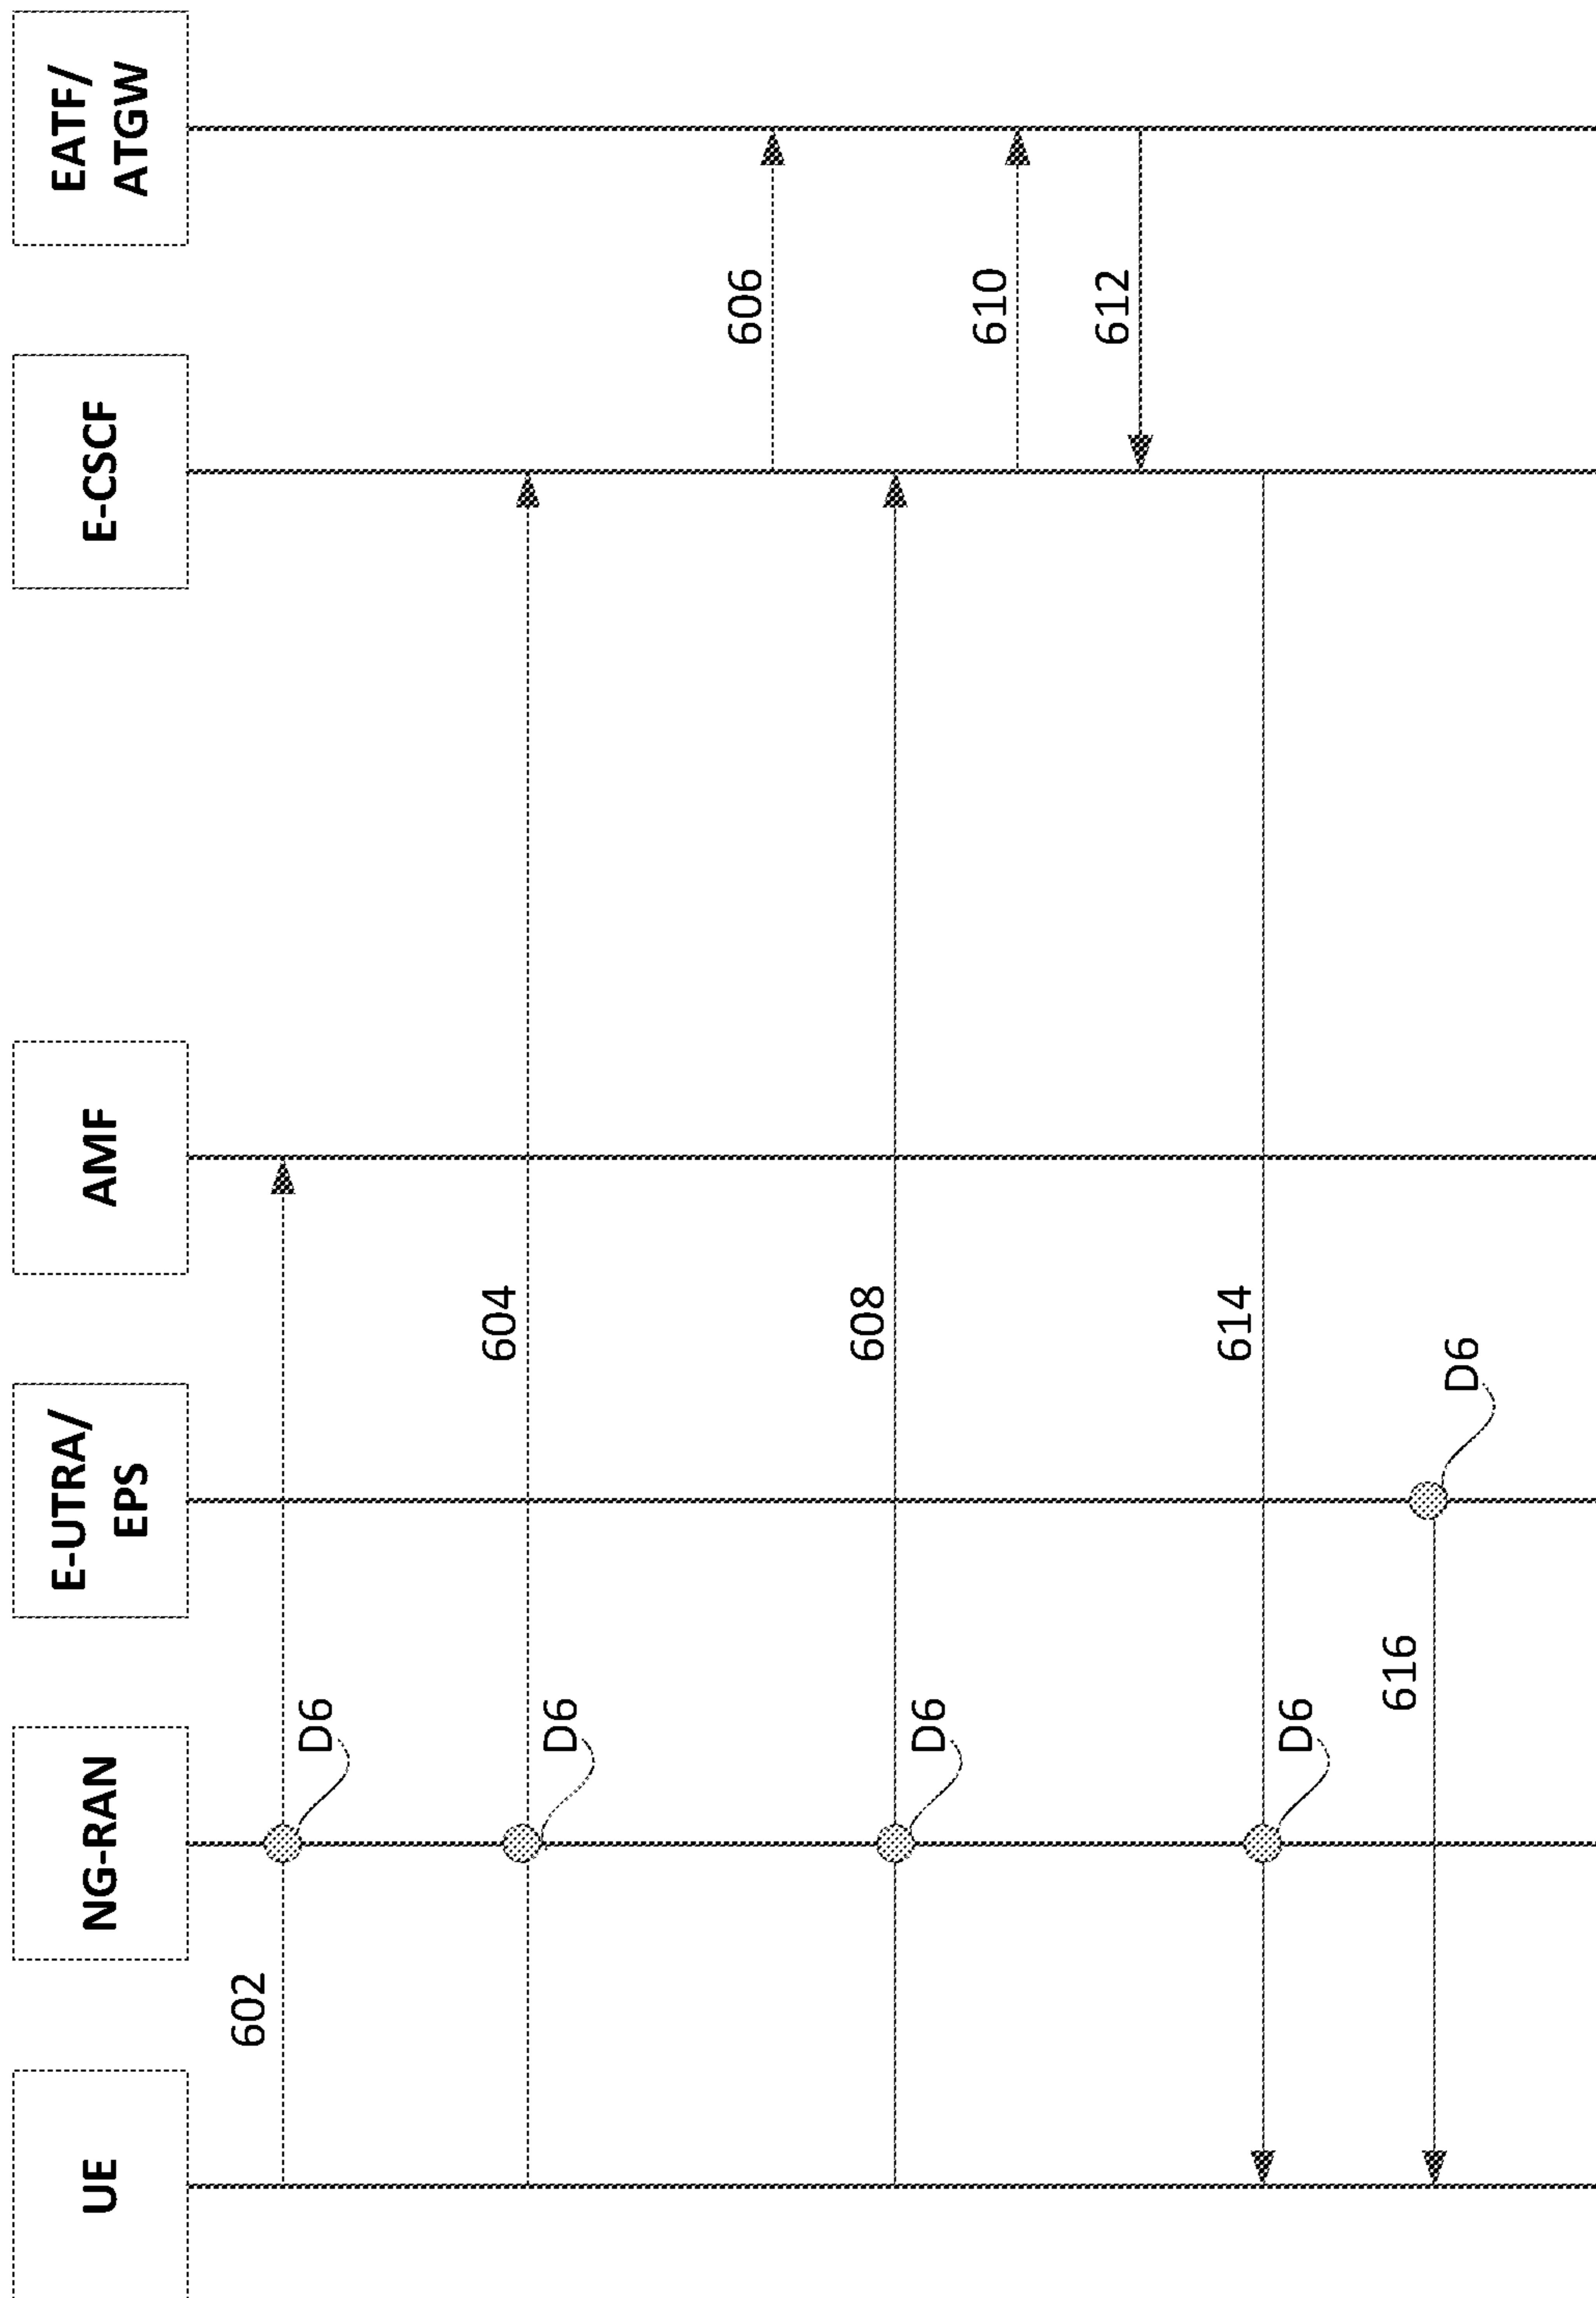 UE
NG-RAN
E-UTRA/
EPS
AMF
E-CSCF
EATF/
ATGW
602
D6
604
D6
606
608
D6
610
612
614
D6
616
D6